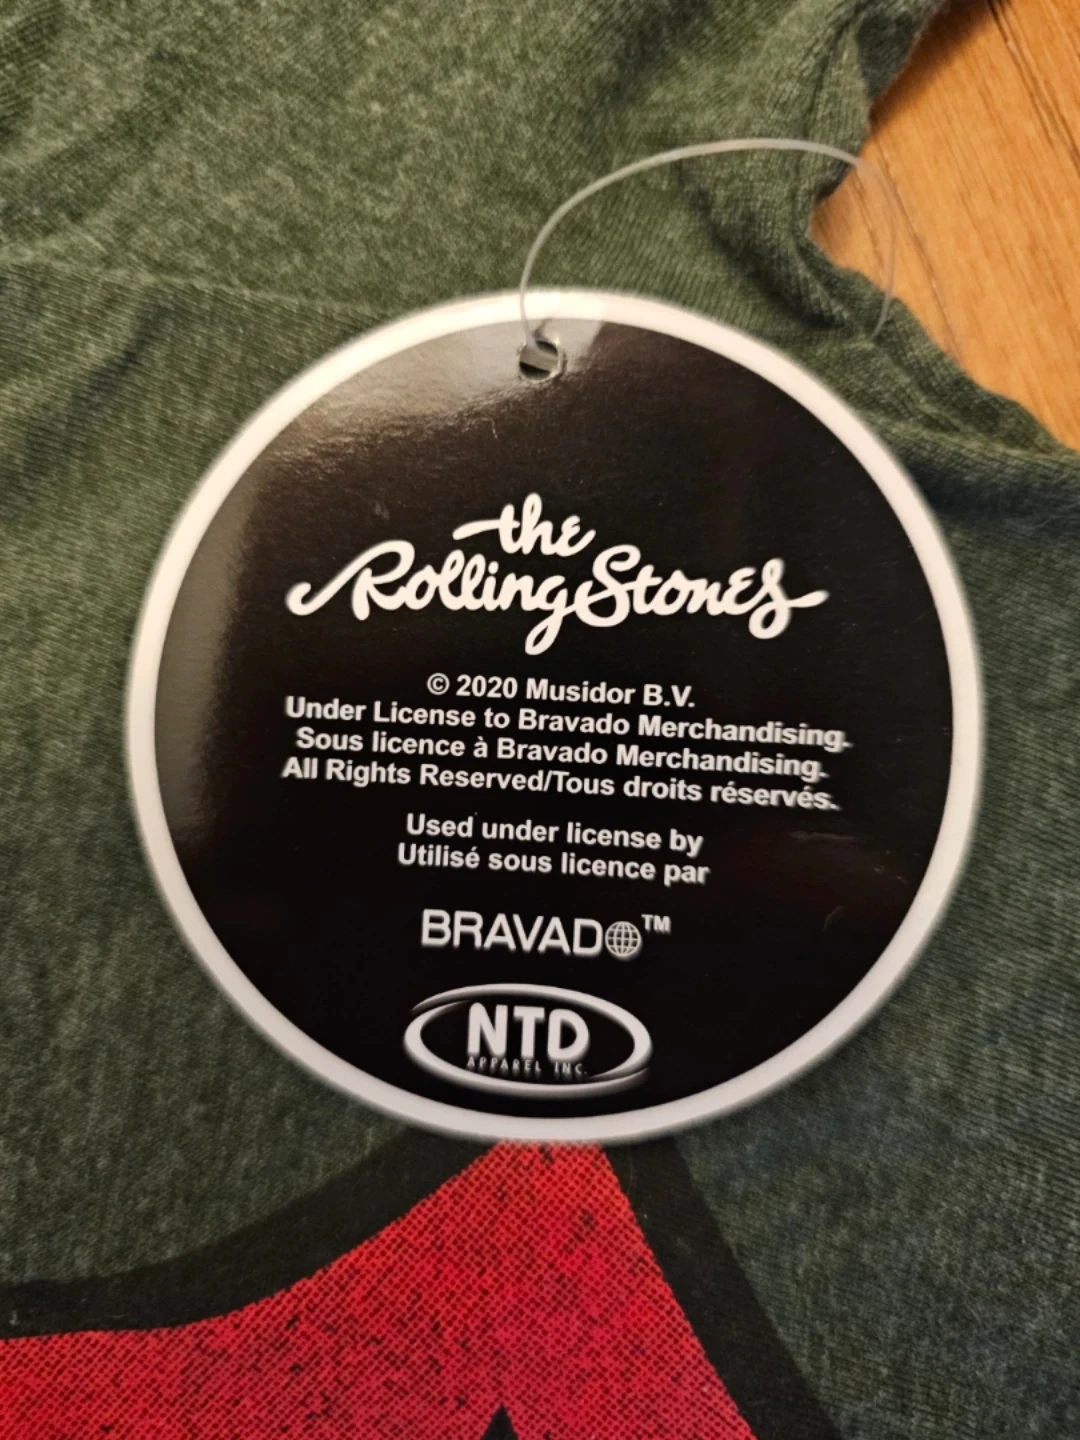 the
Rolling Stones
© 2020 Musidor B.V.
Under License to Bravado Merchandising.
Sous licence à Bravado Merchandising.
All Rights Reserved/Tous droits réservés.
Used under license by
Utilisé sous licence par
BRAVADO™
NTD
APPAREL INC.